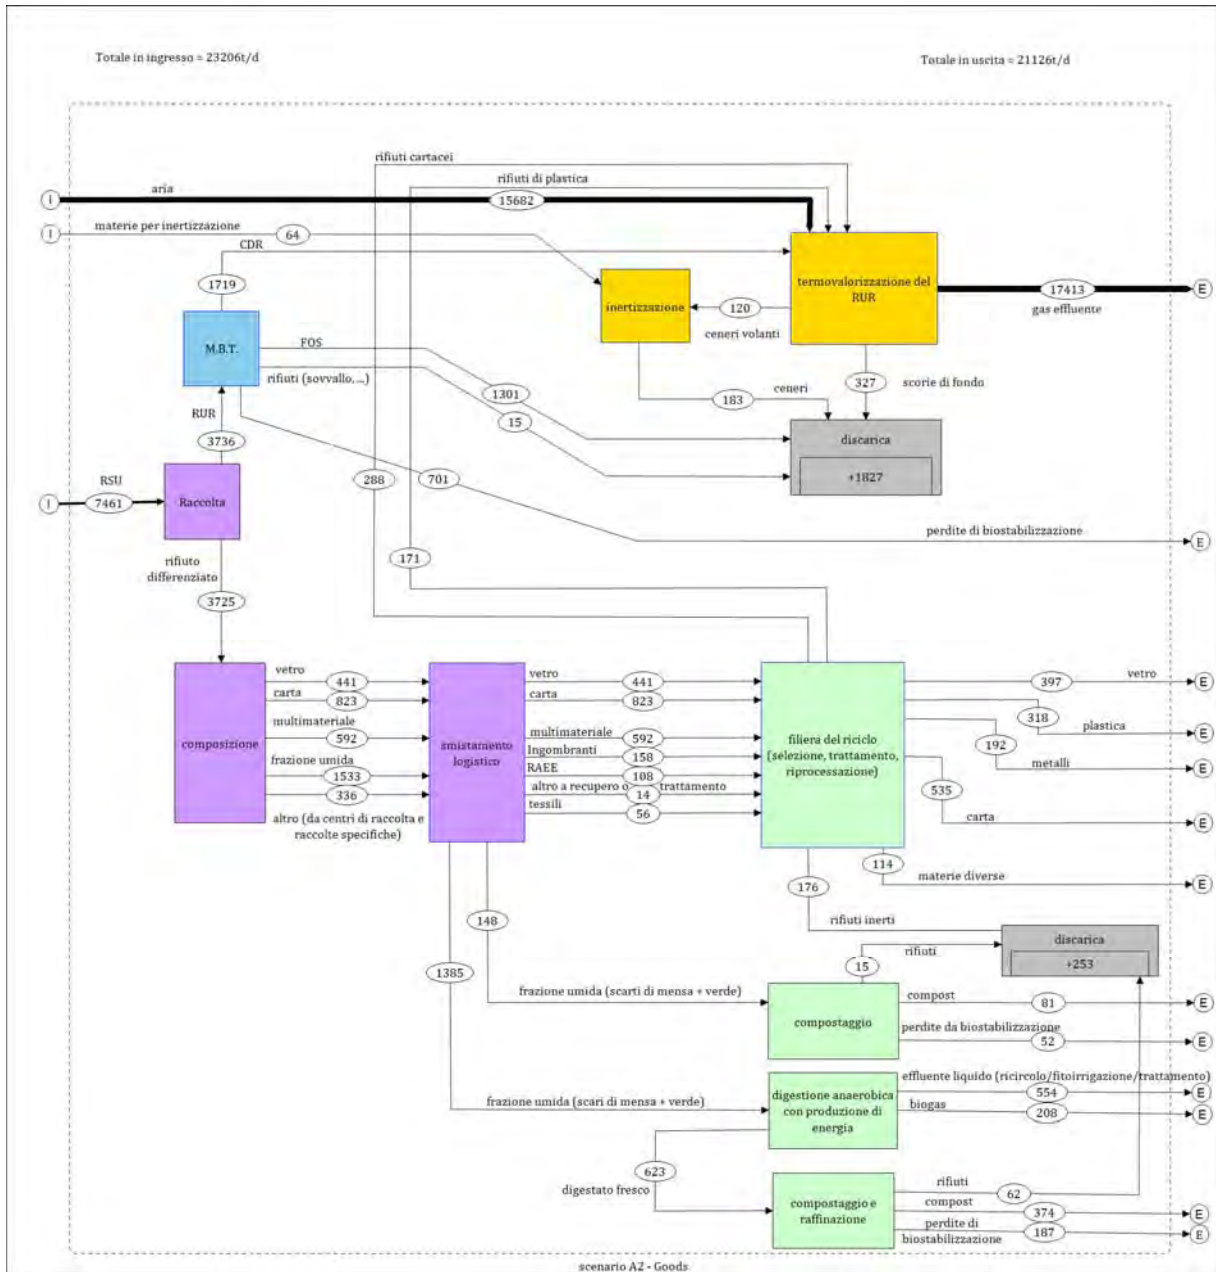 Totale in ingresso = 23206t/d
Totale in uscita = 21126t/d
rifiuti cartacei
rifiuti di plastica
aria
15682
I
materie per inertizzazione
64
I
CDR
1719
termovalorizzazione del
RUR
17413
gas effluente
E
inertizzazione
120
ceneri volanti
M.B.T.
FOS
rifiuti (sovvallo, ...)
1301
15
183
ceneri
327
scorie di fondo
discarica
+1827
RUR
3736
RSU
7461
I
Raccolta
288
701
171
perdite di biostabilizzazione
E
rifiuto
differenziato
3725
composizione
vetro
441
carta
823
multimateriale
592
frazione umida
1533
336
altro (da centri di raccolta e
raccolte specifiche)
smistamento
logistico
vetro
441
carta
823
multimateriale
592
Ingombranti
158
RAEE
108
altro a recupero o trattamento
14
tessili
56
filiera del riciclo
(selezione, trattamento,
riprocessazione)
397
vetro
E
318
plastica
E
192
metalli
E
535
carta
E
114
materie diverse
E
176
rifiuti inerti
148
1385
discarica
+253
15
rifiuti
frazione umida (scarti di mensa + verde)
compostaggio
compost
81
E
perdite da biostabilizzazione
52
E
frazione umida (scari di mensa + verde)
digestione anaerobica
con produzione di
energia
effluente liquido (ricircolo/fitoirrigazione/trattamento)
554
E
biogas
208
E
623
digestato fresco
compostaggio e
raffinazione
rifiuti
62
compost
374
E
perdite di
biostabilizzazione
187
E
scenario A2 - Goods